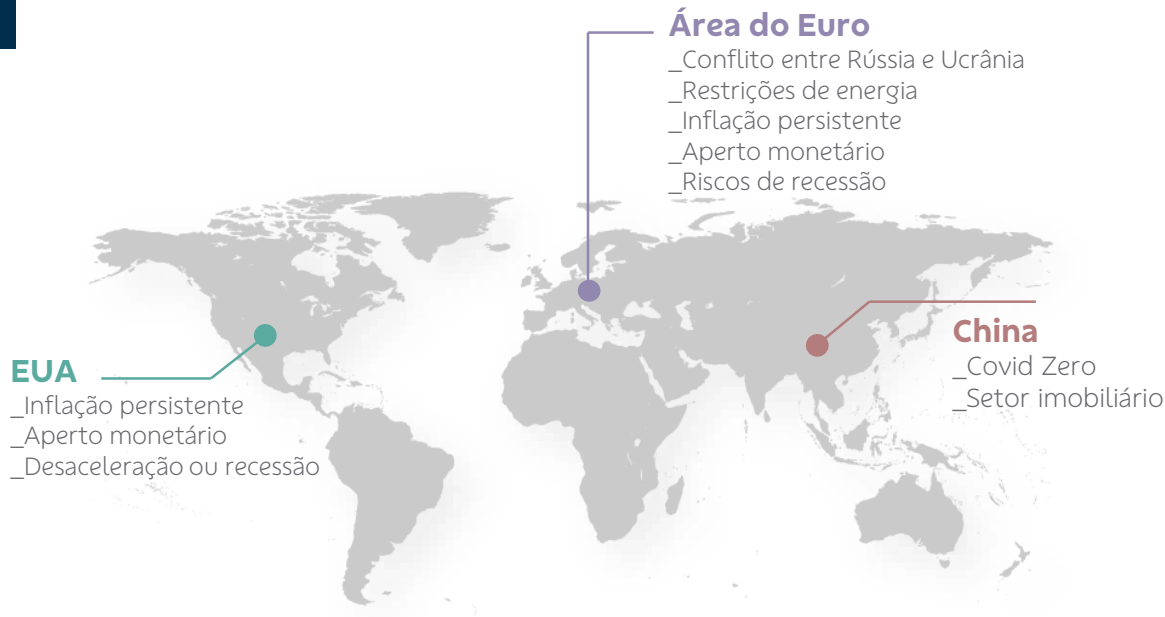 Área do Euro
_Conflito entre Rússia e Ucrânia
_Restrições de energia
_Inflação persistente
_Aperto monetário
_Riscos de recessão
EUA
_Inflação persistente
_Aperto monetário
_Desaceleração ou recessão
China
_Covid Zero
_Setor imobiliário